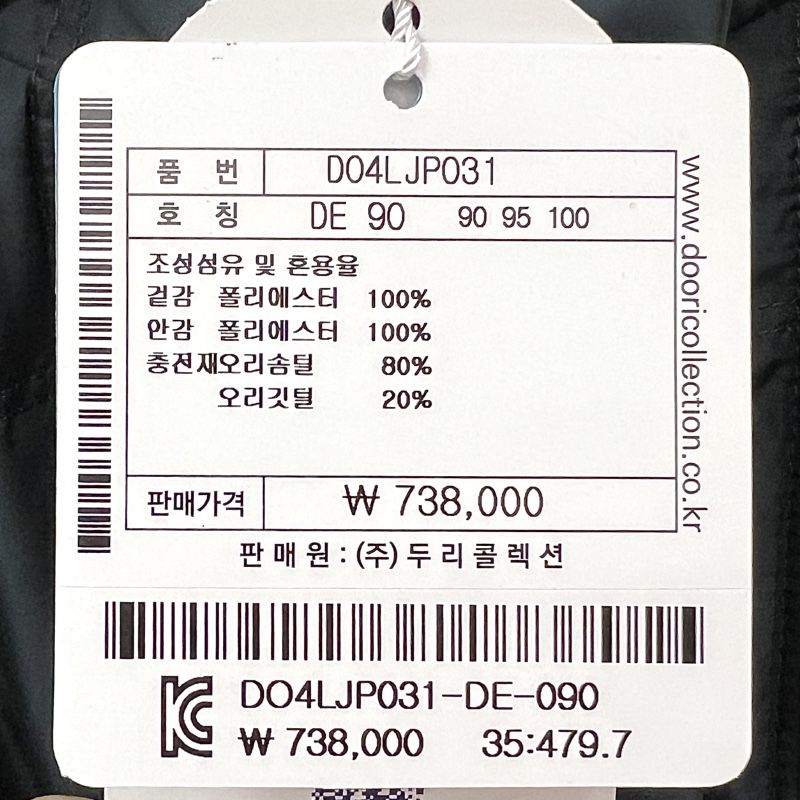 품 번 DO4LJP031
호 칭 DE 90 90 95 100
조성섬유 및 혼용율
겉감 폴리에스터 100%
안감 폴리에스터 100%
충전재오리솜털 80%
오리깃털 20%
판매가격 ₩ 738,000
판 매 원 : (주) 두 리 콜 렉 션
www.dooricollection.co.kr
DO4LJP031-DE-090
₩ 738,000 35:479.7